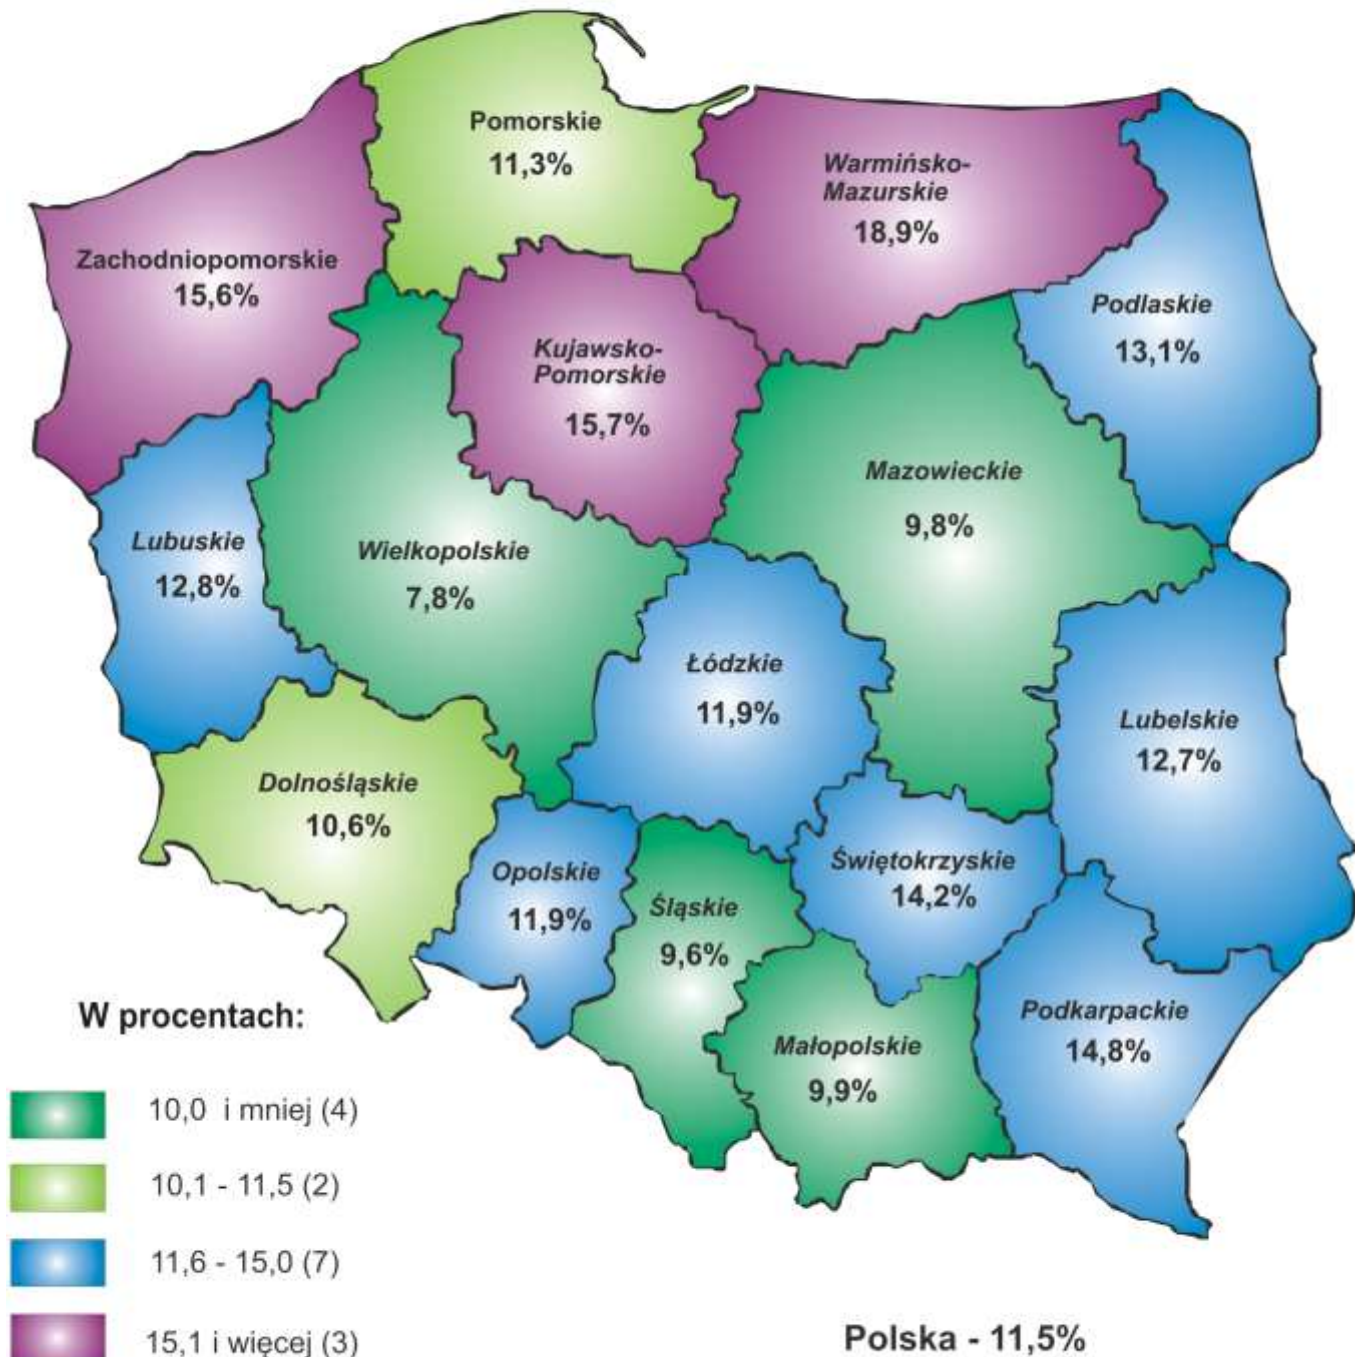 Pomorskie
11,3%
Warmińsko-
Mazurskie
18,9%
Zachodniopomorskie
15,6%
Podlaskie
13,1%
Kujawsko-
Pomorskie
15,7%
Mazowieckie
9,8%
Lubuskie
12,8%
Wielkopolskie
7,8%
Łódzkie
11,9%
Lubelskie
12,7%
Dolnośląskie
10,6%
Opolskie
11,9%
Śląskie
9,6%
Świętokrzyskie
14,2%
Małopolskie
9,9%
Podkarpackie
14,8%
W procentach:
10,0 i mniej (4)
10,1 - 11,5 (2)
11,6 - 15,0 (7)
15,1 i więcej (3)
Polska - 11,5%